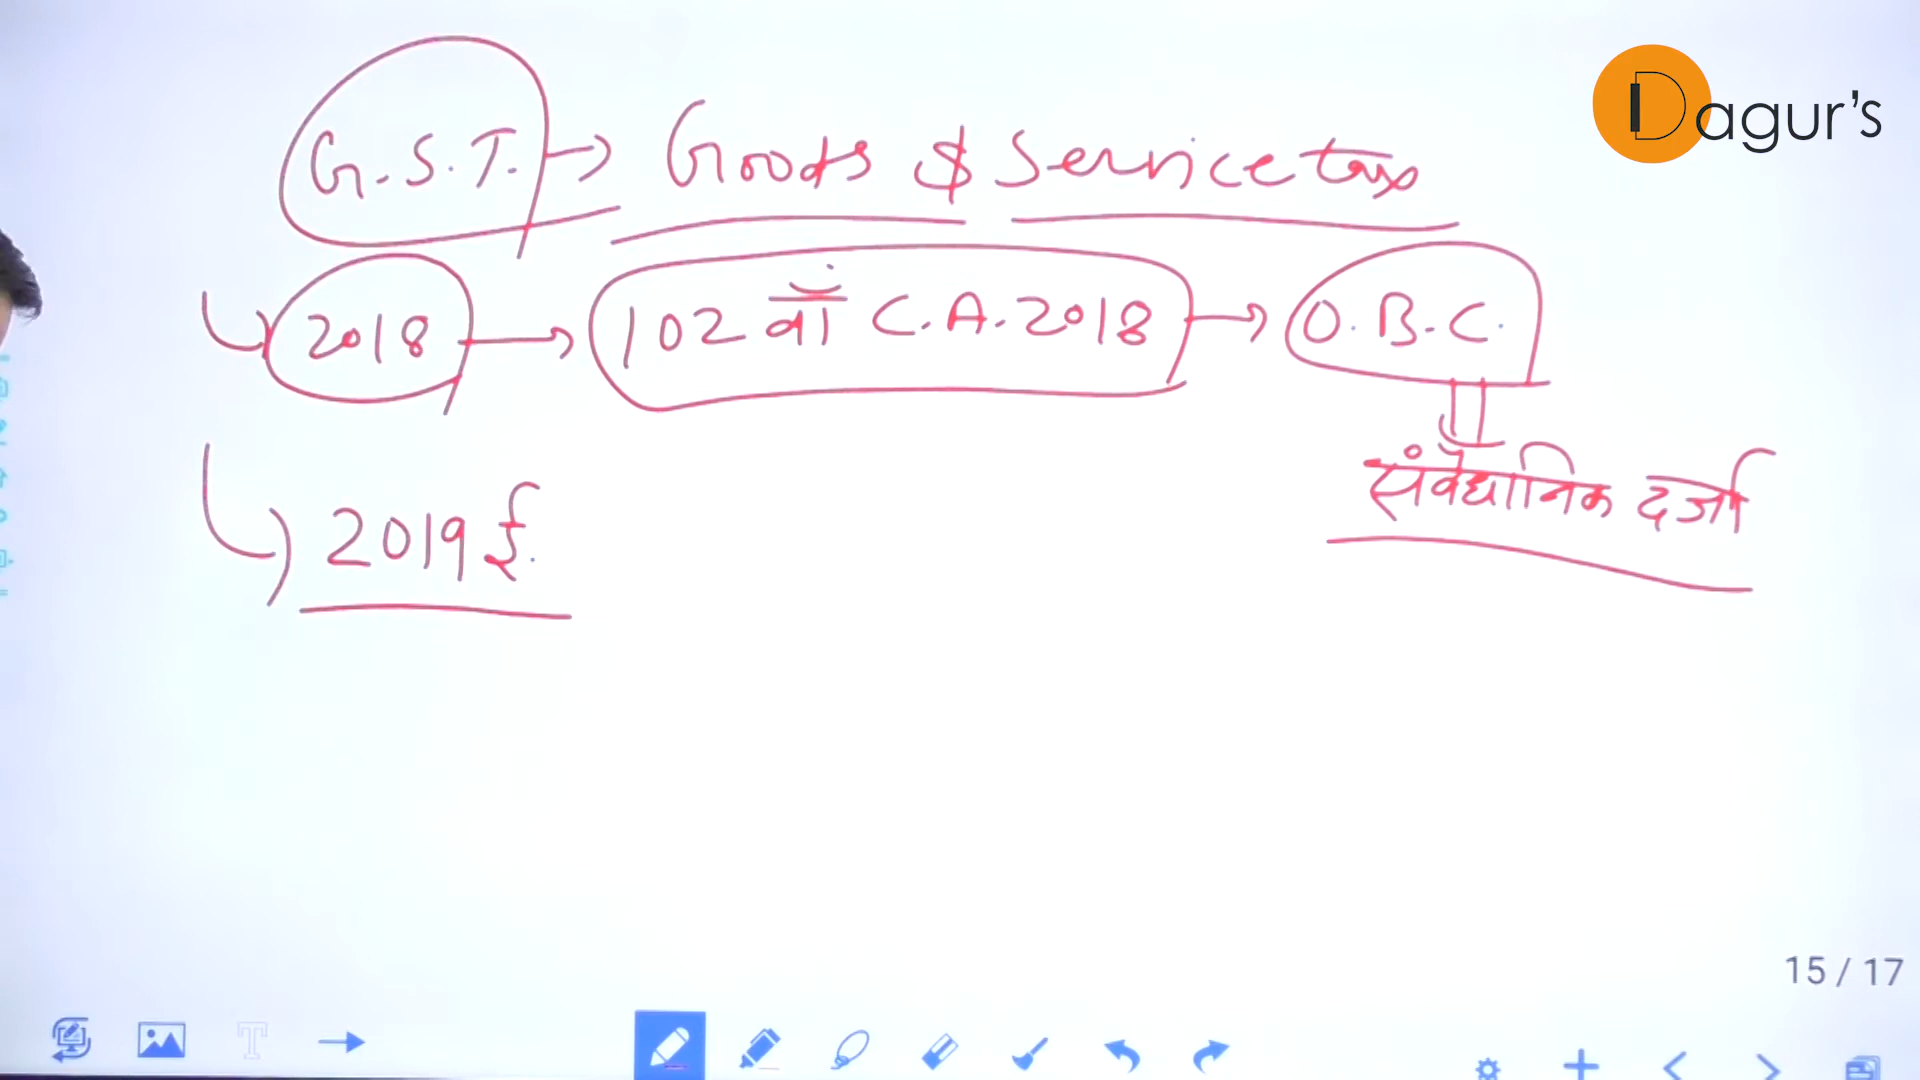 Dagur's
G.S.T. → Goods & Service tax
2018 → 102 वाँ C.A. 2018 → O.B.C.
संवैधानिक दर्जा
2019 ई.
15 / 17